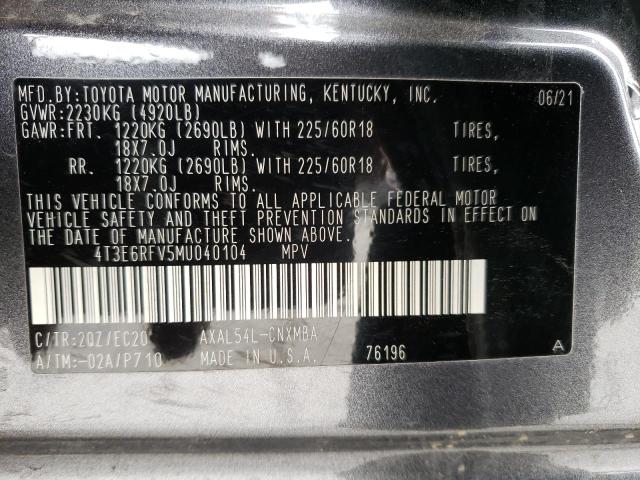 MFD.BY:TOYOTA MOTOR MANUFACTURING, KENTUCKY, INC. 06/21
GVWR:2230KG (4920LB)
GAWR:FRT. 1220KG (2690LB) WITH 225/60R18 TIRES,
18X7.0J RIMS.
RR. 1220KG (2690LB) WITH 225/60R18 TIRES,
18X7.0J RIMS.
THIS VEHICLE CONFORMS TO ALL APPLICABLE FEDERAL MOTOR
VEHICLE SAFETY AND THEFT PREVENTION STANDARDS IN EFFECT ON
THE DATE OF MANUFACTURE SHOWN ABOVE.
4T3E6RFV5MU040104 MPV
C/TR:2QZ/EC20 AXAL54L-CNXMBA
A/TM:-02A/P710 MADE IN U.S.A. 76196 A